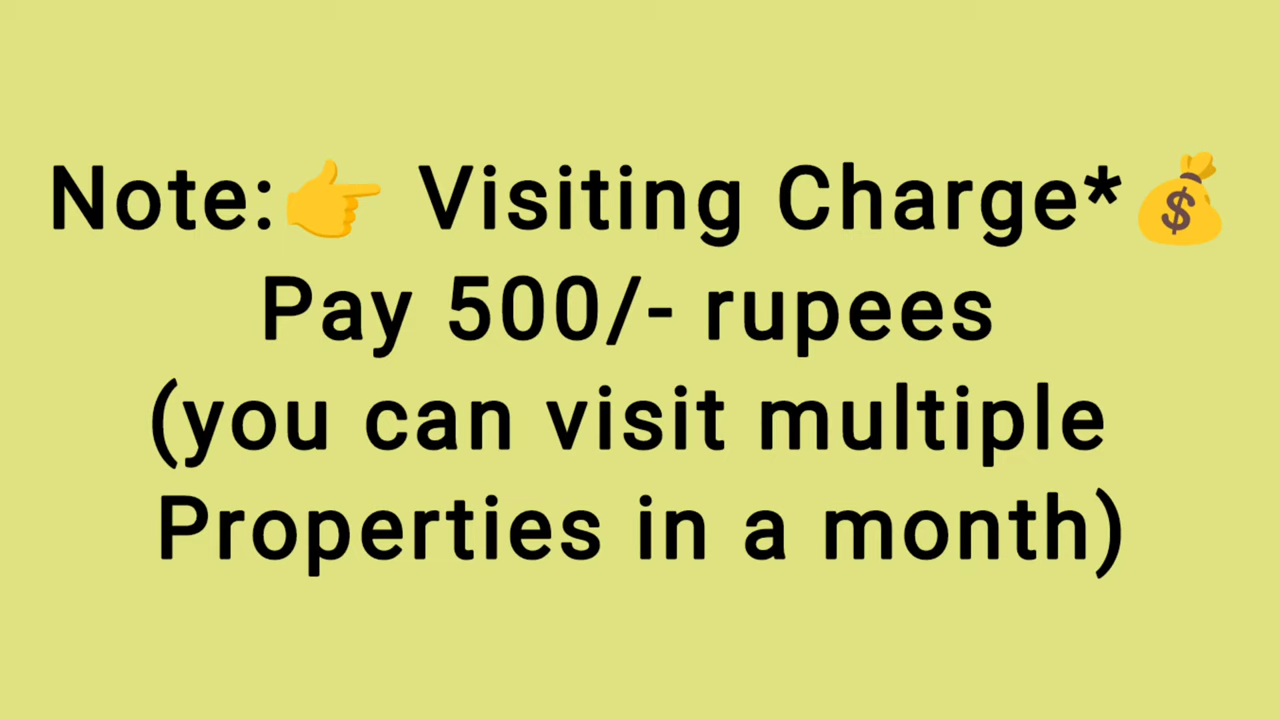 Note:👉 Visiting Charge*💰
Pay 500/- rupees
(you can visit multiple
Properties in a month)